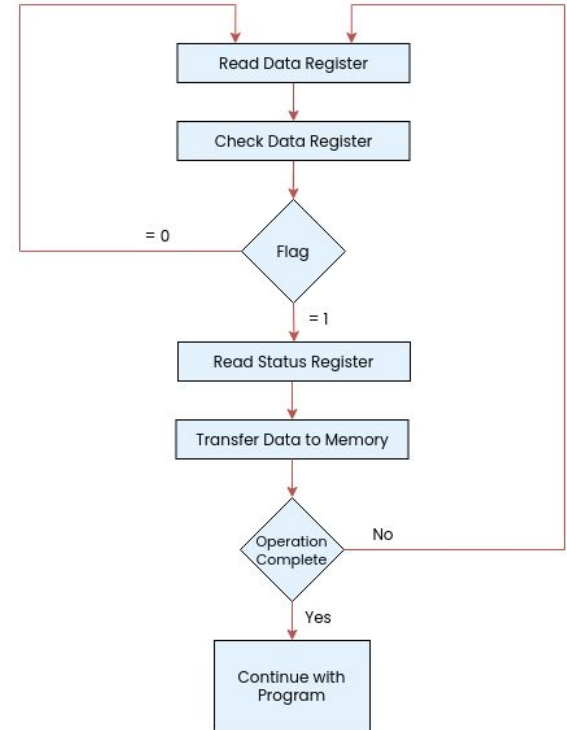 Read Data Register
Check Data Register
= 0
Flag
= 1
Read Status Register
Transfer Data to Memory
No
Operation
Complete
Yes
Continue with
Program